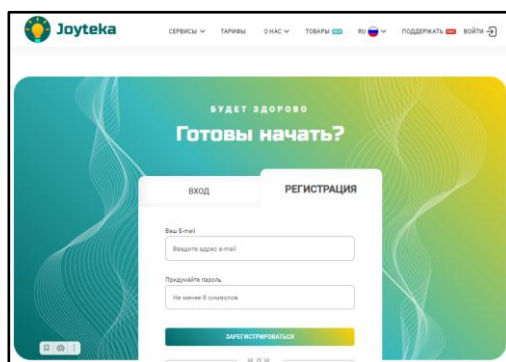 Joyteka
СЕРВИСЫ ТАРИФЫ О НАС ТОВАРЫ RU ПОДДЕРЖАТЬ ВОЙТИ
БУДЕТ ЗДОРОВО
Готовы начать?
ВХОД РЕГИСТРАЦИЯ
Ваш E-mail
Введите адрес e-mail
Придумайте пароль
Не менее 8 символов
ЗАРЕГИСТРИРОВАТЬСЯ
ИЛИ